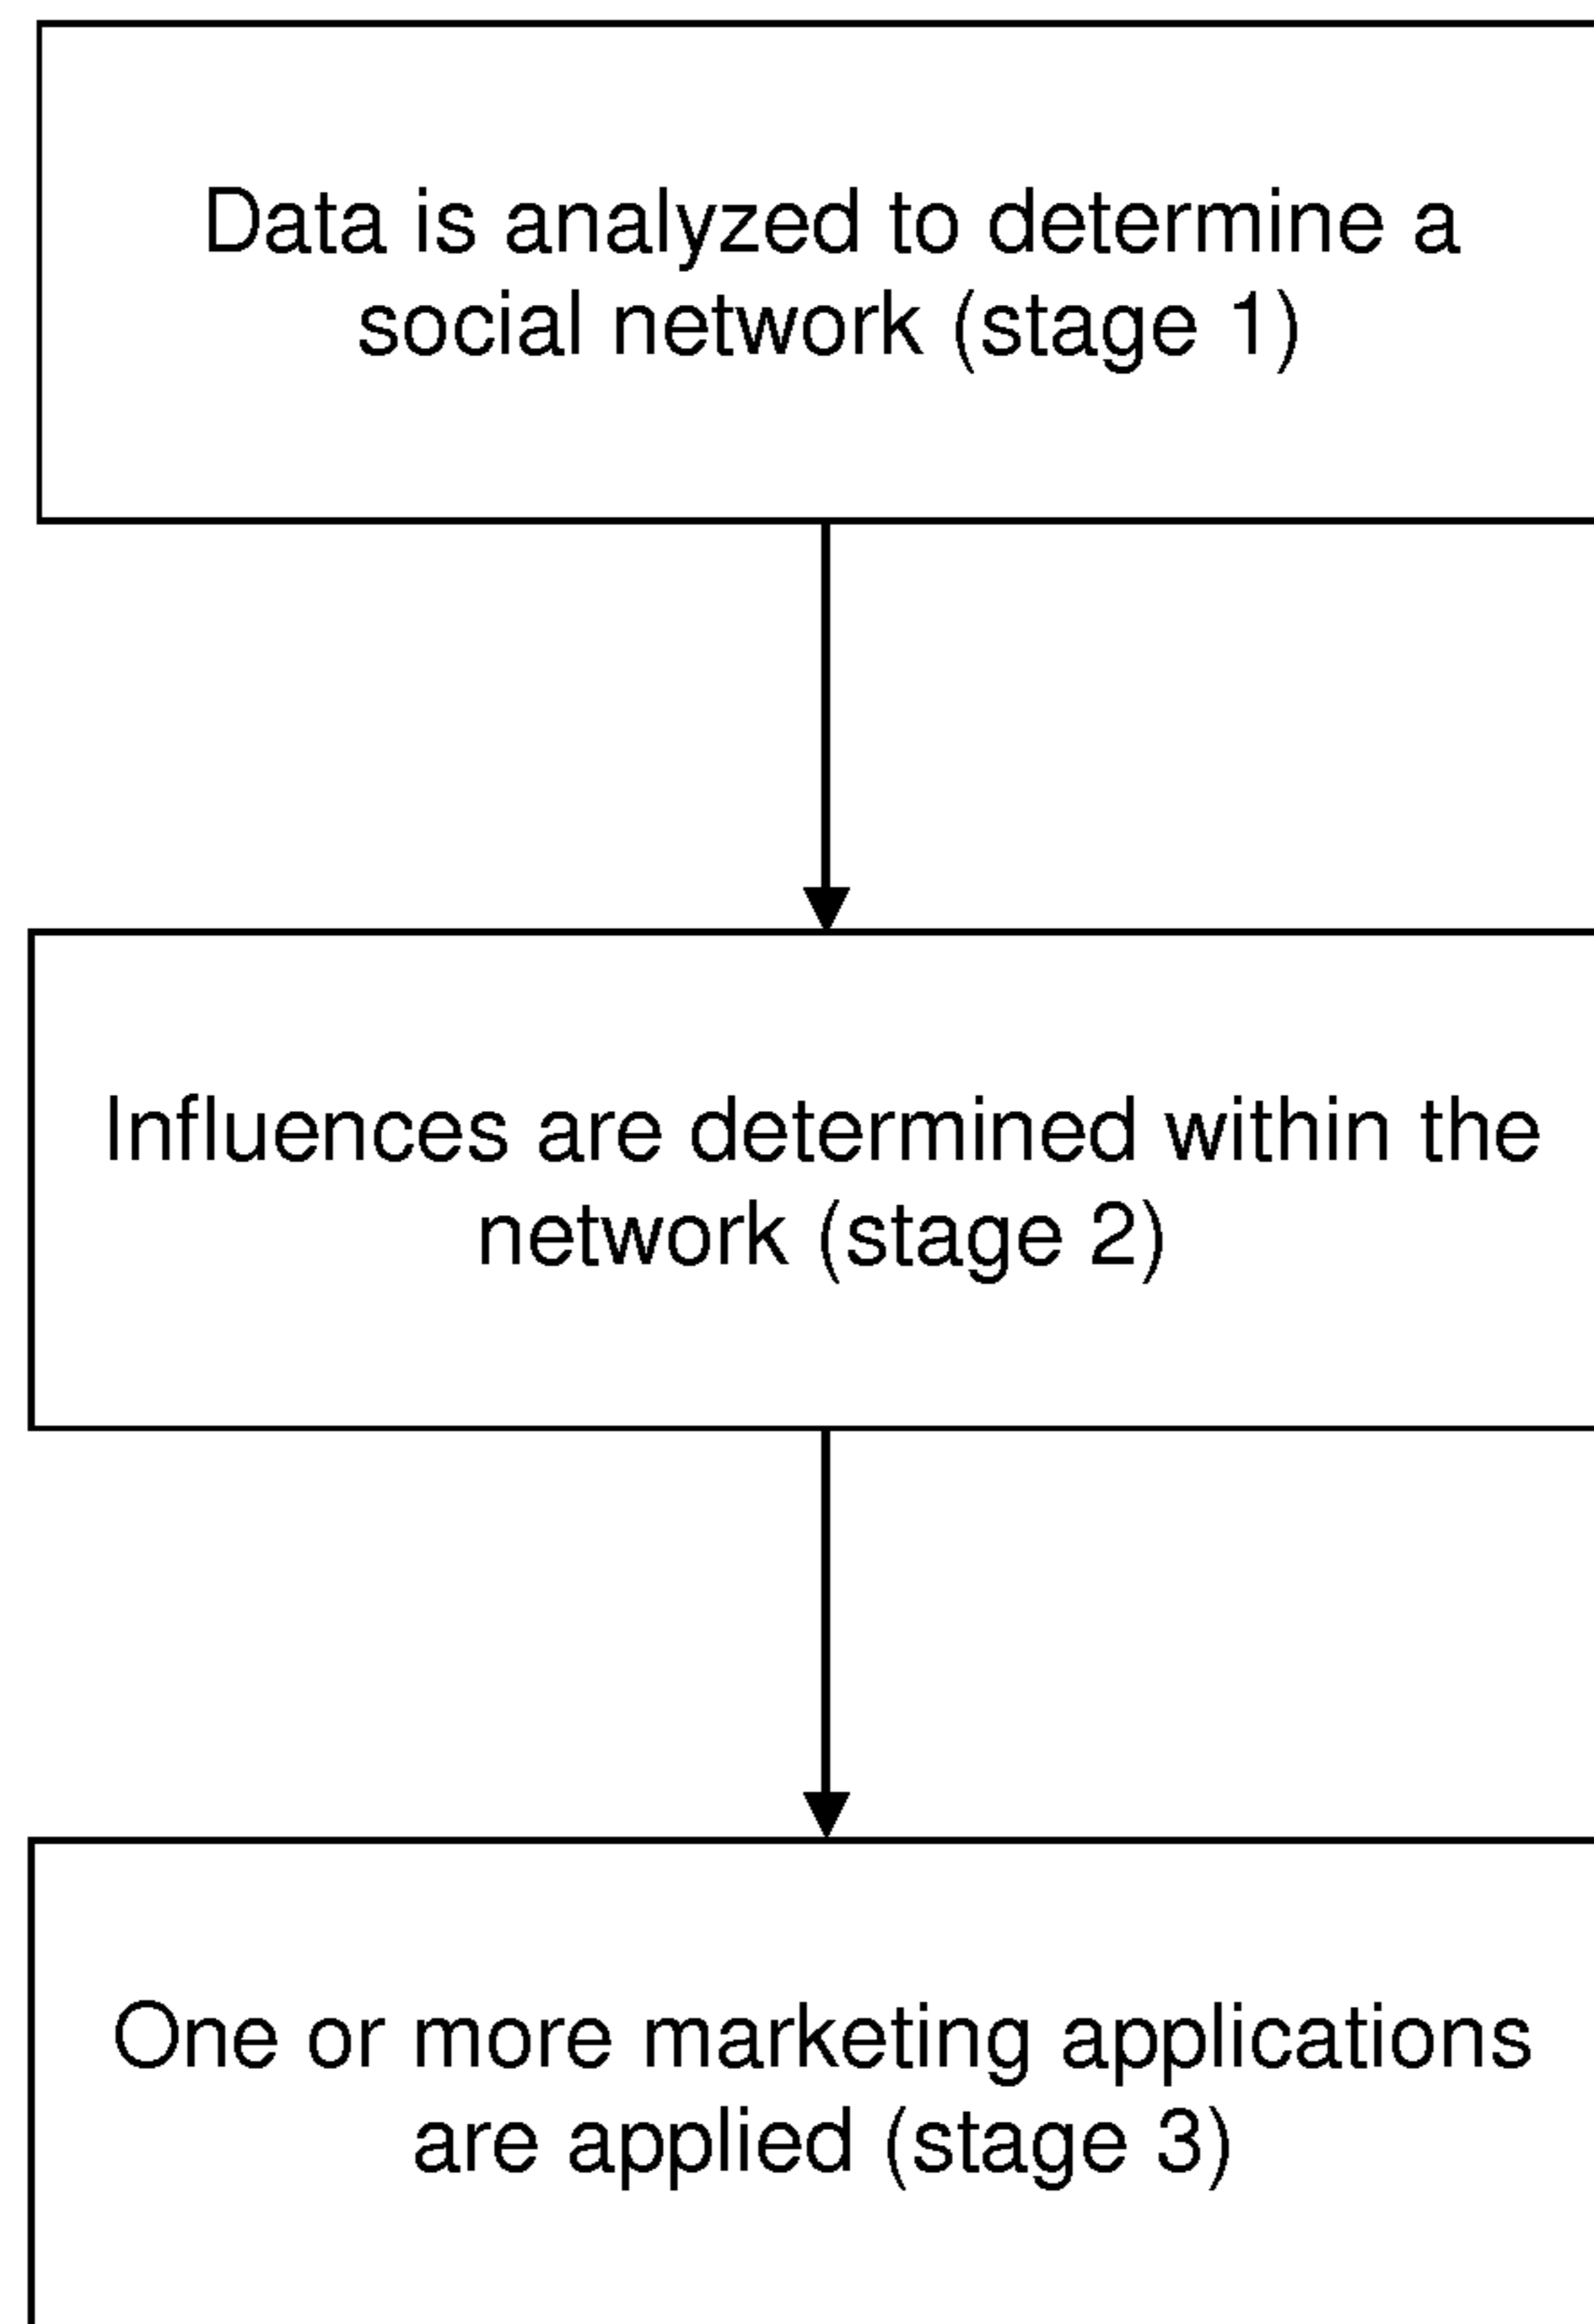 Data is analyzed to determine a
social network (stage 1)
Influences are determined within the
network (stage 2)
One or more marketing applications
are applied (stage 3)